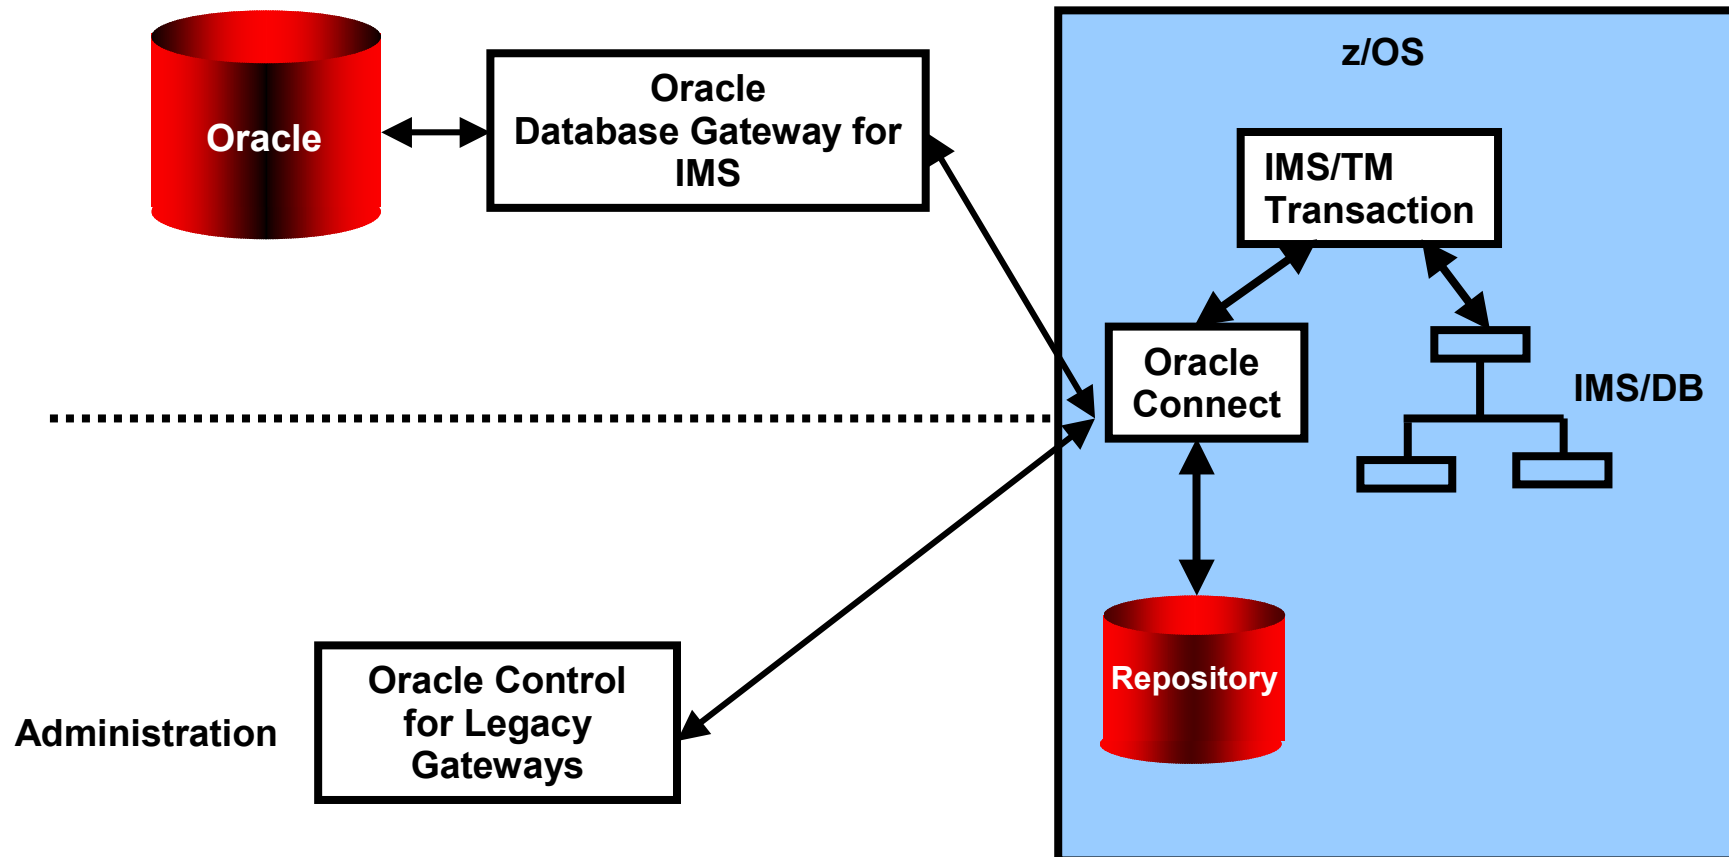 Oracle
Oracle
Database Gateway for
IMS
z/OS
IMS/TM
Transaction
Oracle
Connect
IMS/DB
Repository
Administration
Oracle Control
for Legacy
Gateways